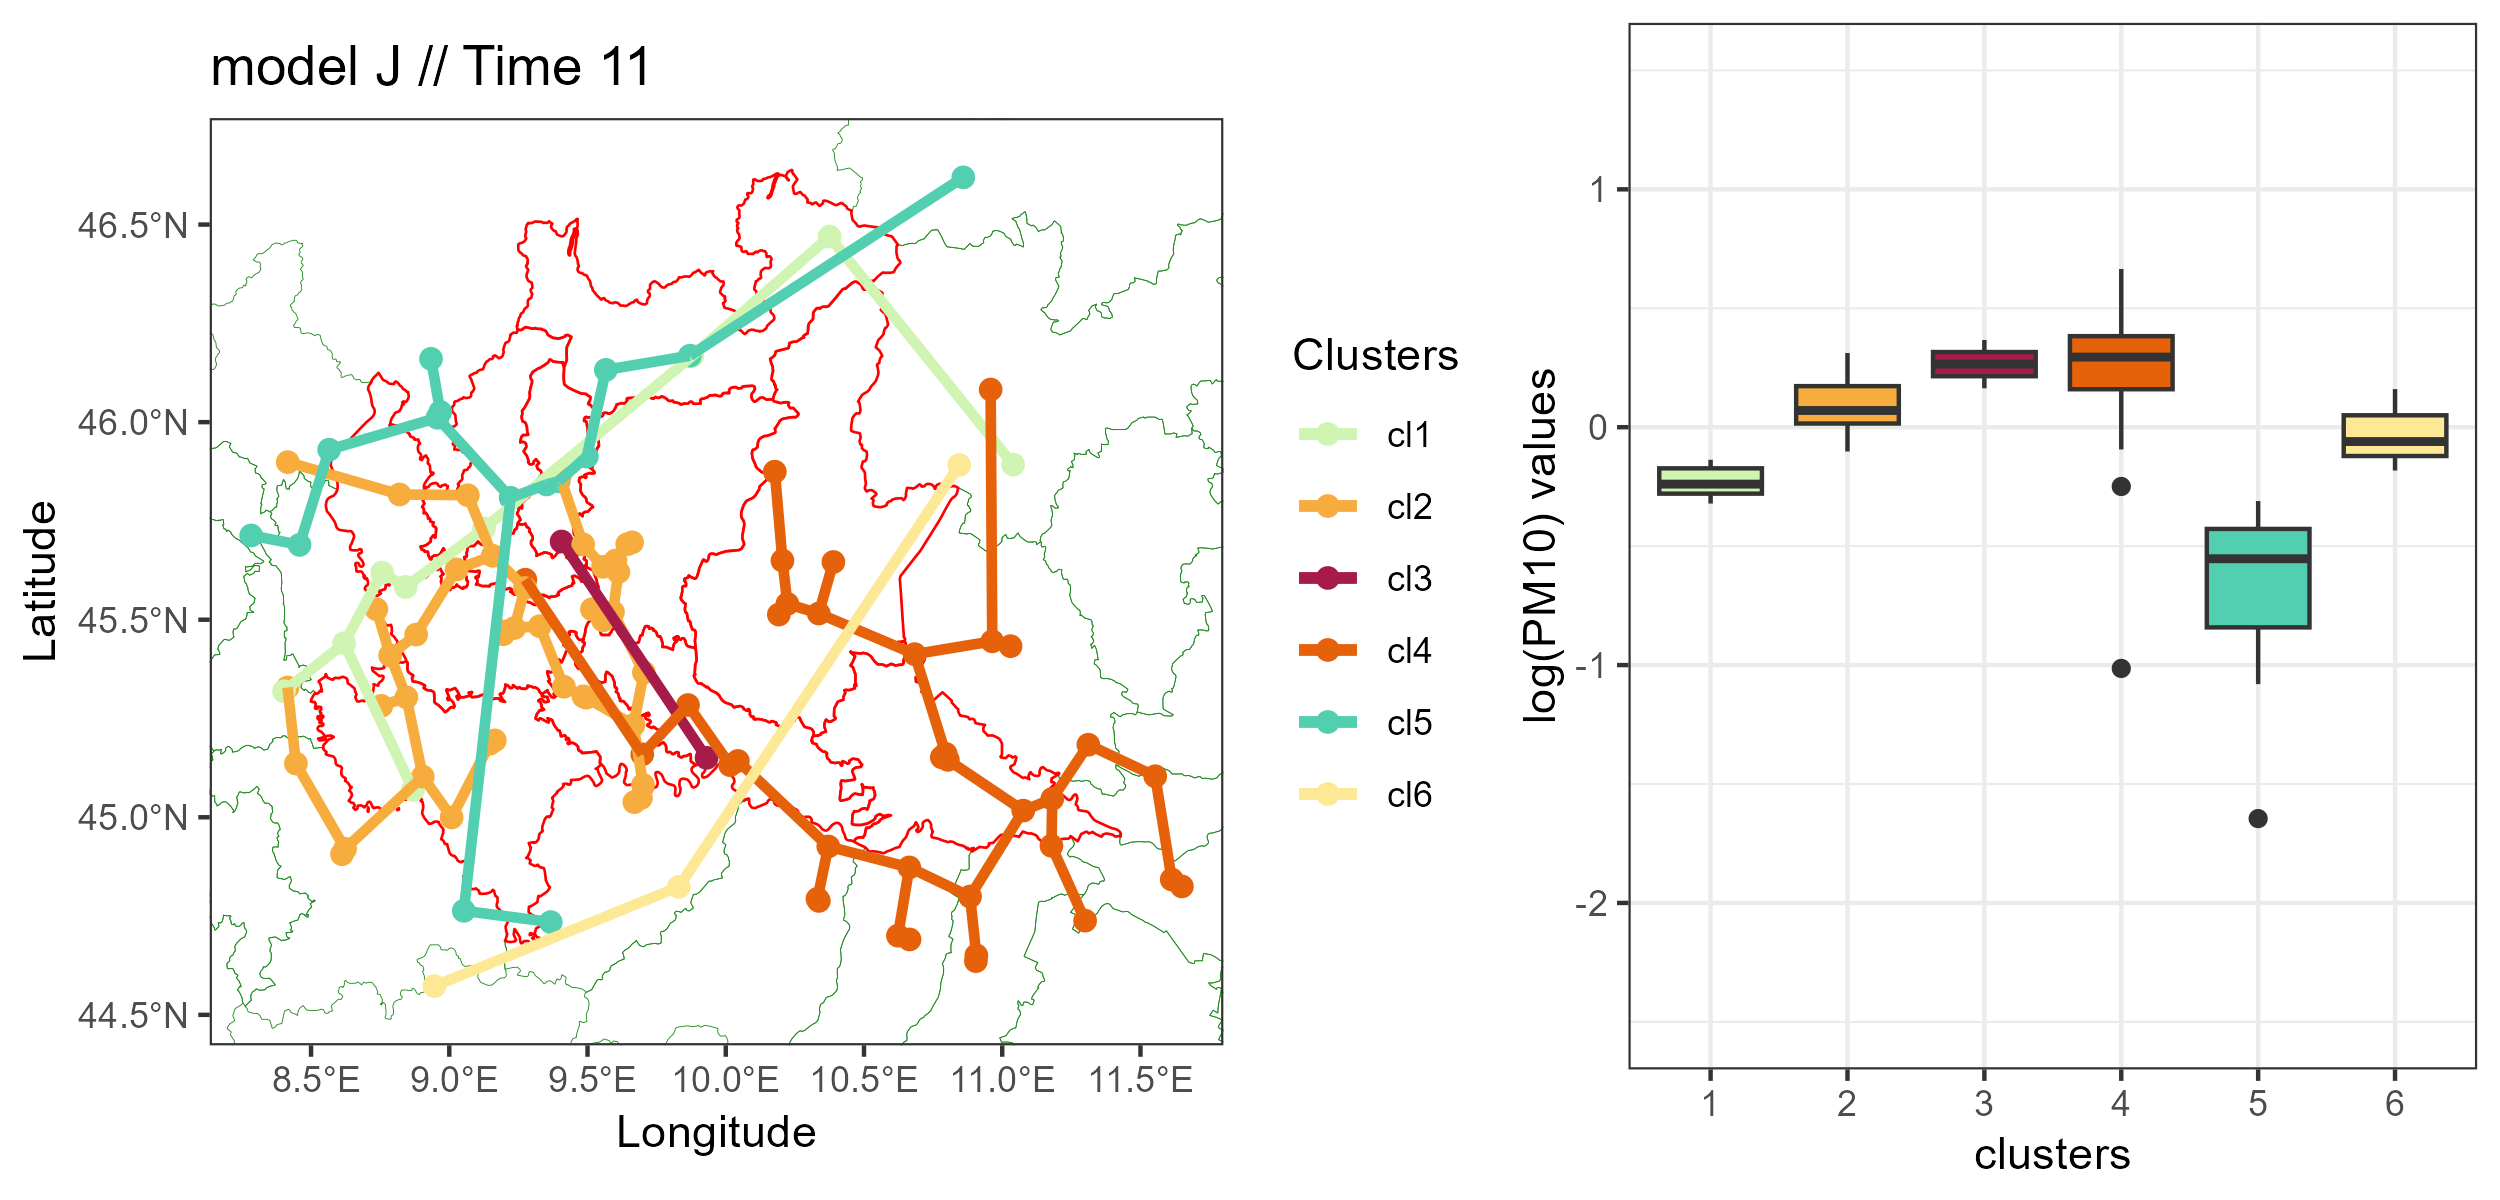 model J // Time 11
46.5°N
46.0°N
45.5°N
45.0°N
44.5°N
Latitude
8.5°E
9.0°E
9.5°E
10.0°E
10.5°E
11.0°E
11.5°E
Longitude
Clusters
cl1
cl2
cl3
cl4
cl5
cl6
1
0
-1
-2
log(PM10) values
1
2
3
4
5
6
clusters